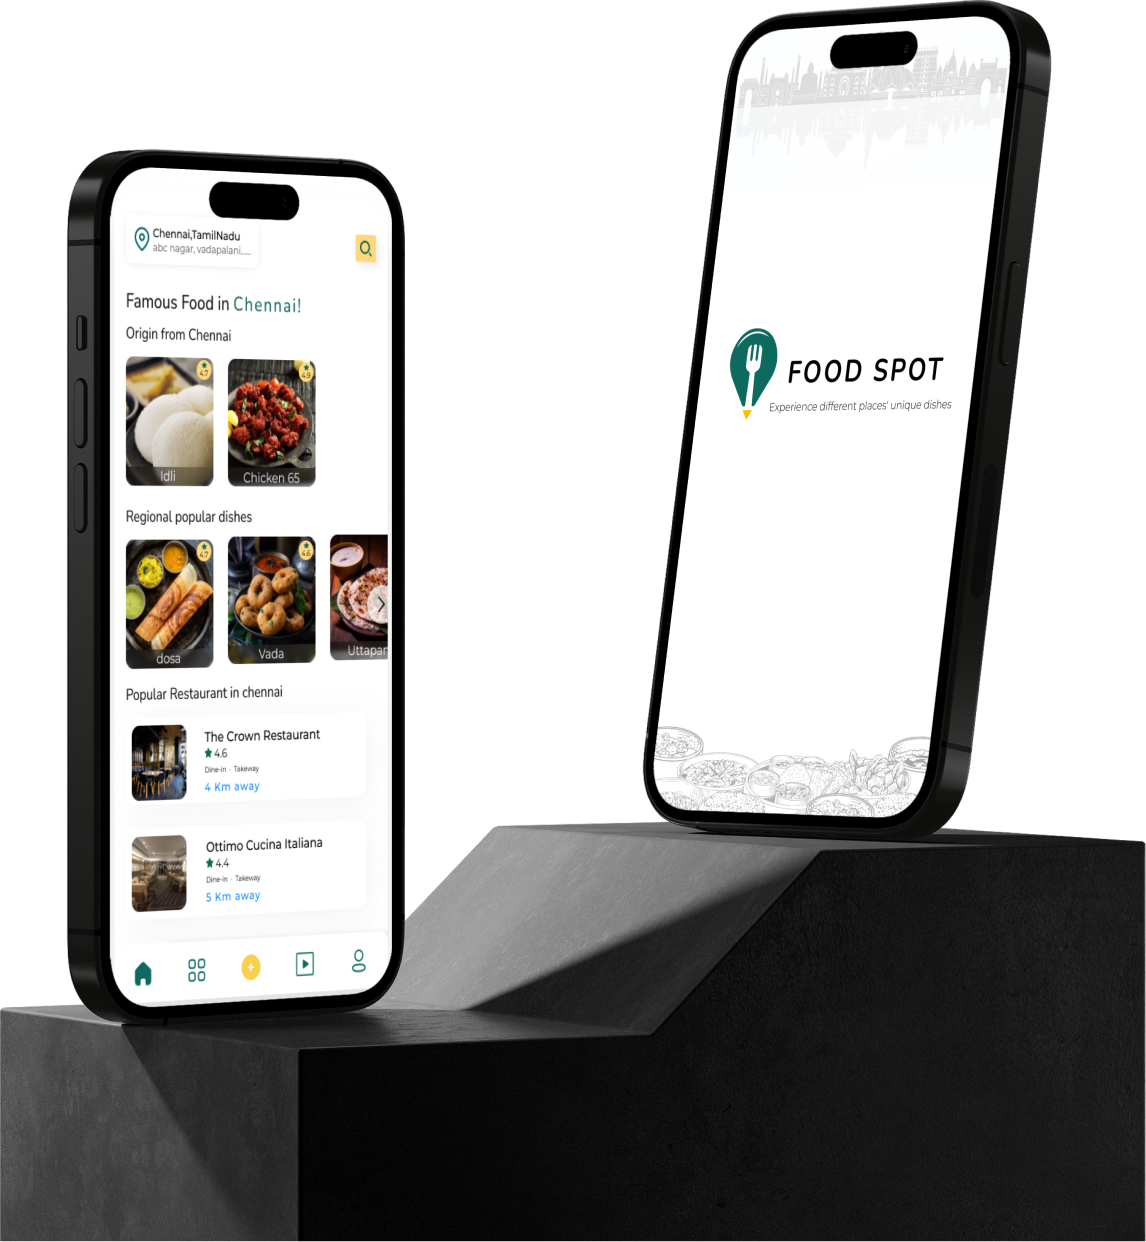 Chennai,TamilNadu
abc nagar, vadapalani.....
Famous Food in Chennai!
Origin from Chennai
4.7
4.9
Idli
Chicken 65
Regional popular dishes
4.7
4.6
dosa
Vada
Uttapan
Popular Restaurant in chennai
The Crown Restaurant
4.6
Dine-in · Takeway
4 Km away
Ottimo Cucina Italiana
4.4
Dine-in · Takeway
5 Km away
FOOD SPOT
Experience different places' unique dishes